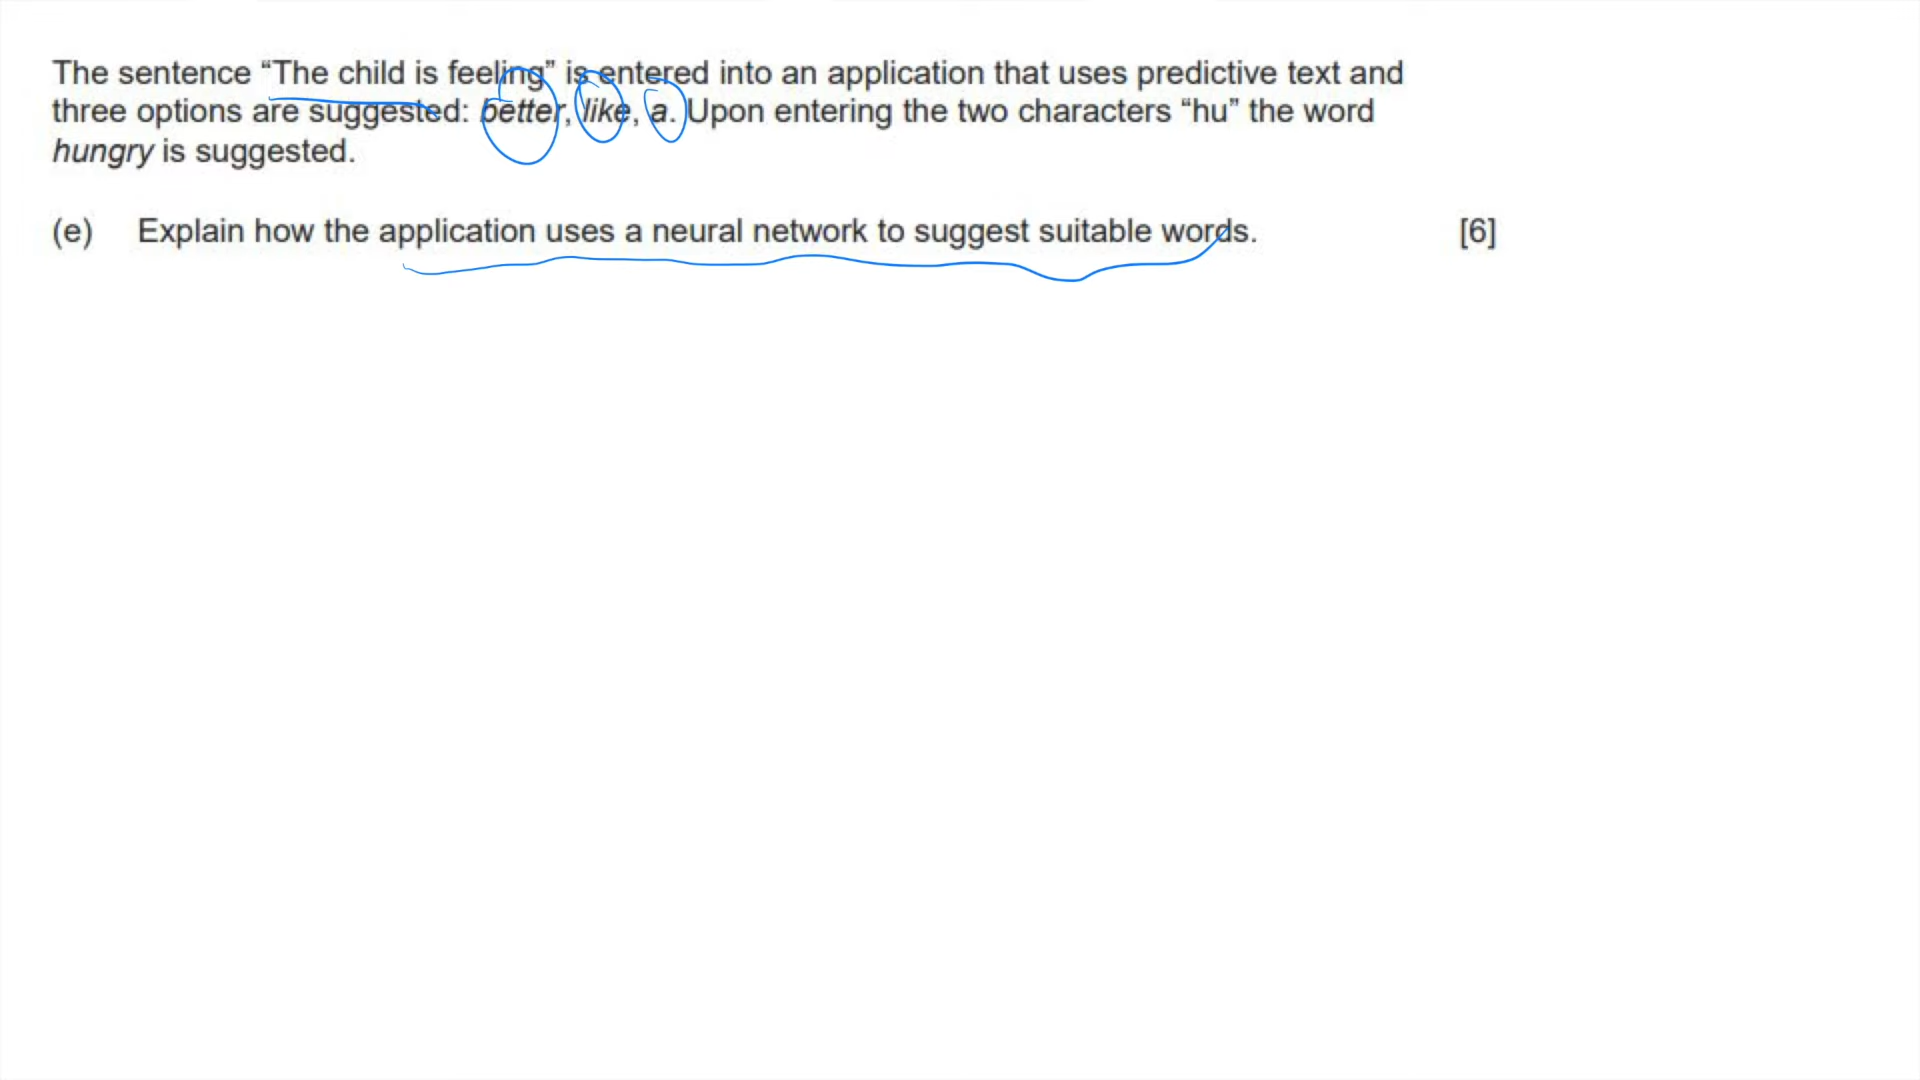 The sentence “The child is feeling” is entered into an application that uses predictive text and
three options are suggested: better, like, a. Upon entering the two characters “hu” the word
hungry is suggested.
(e) Explain how the application uses a neural network to suggest suitable words. [6]